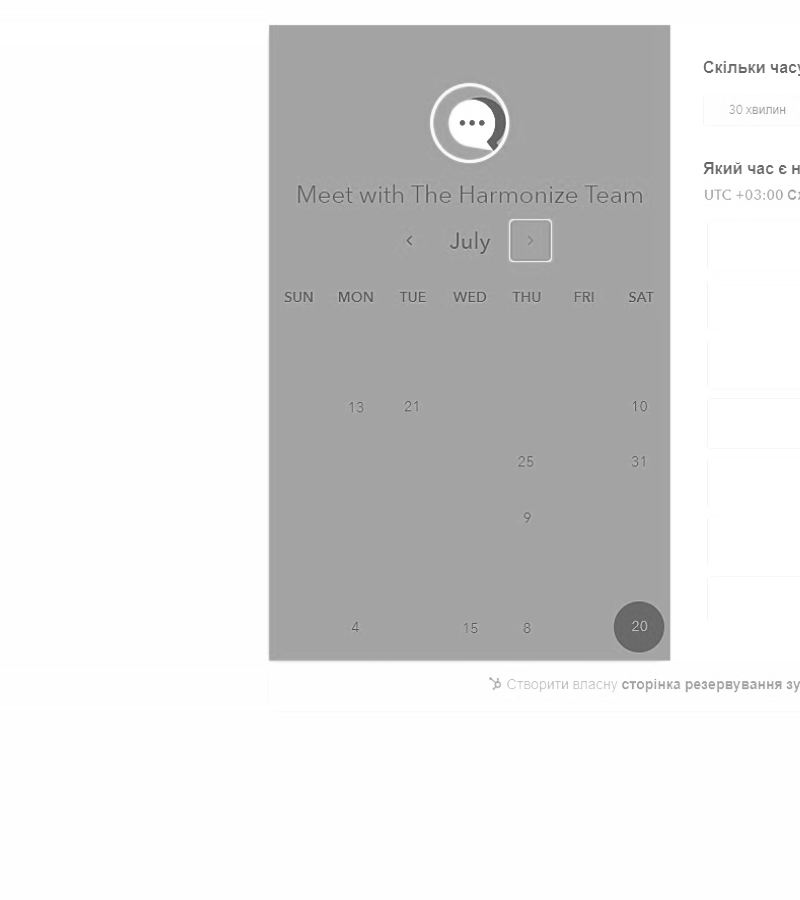 Скільки часу
30 хвилин
Meet with The Harmonize Team
Який час є н
UTC +03:00 Сх
July
SUN MON TUE WED THU FRI SAT
13 21 10
25 31
9
4 15 8 20
Створити власну сторінка резервування зу